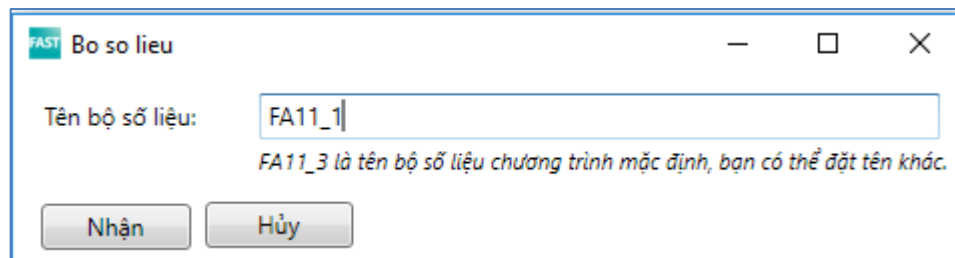 FAST Bo so lieu
Tên bộ số liệu: FA11_1
FA11_3 là tên bộ số liệu chương trình mặc định, bạn có thể đặt tên khác.
Nhận Hủy